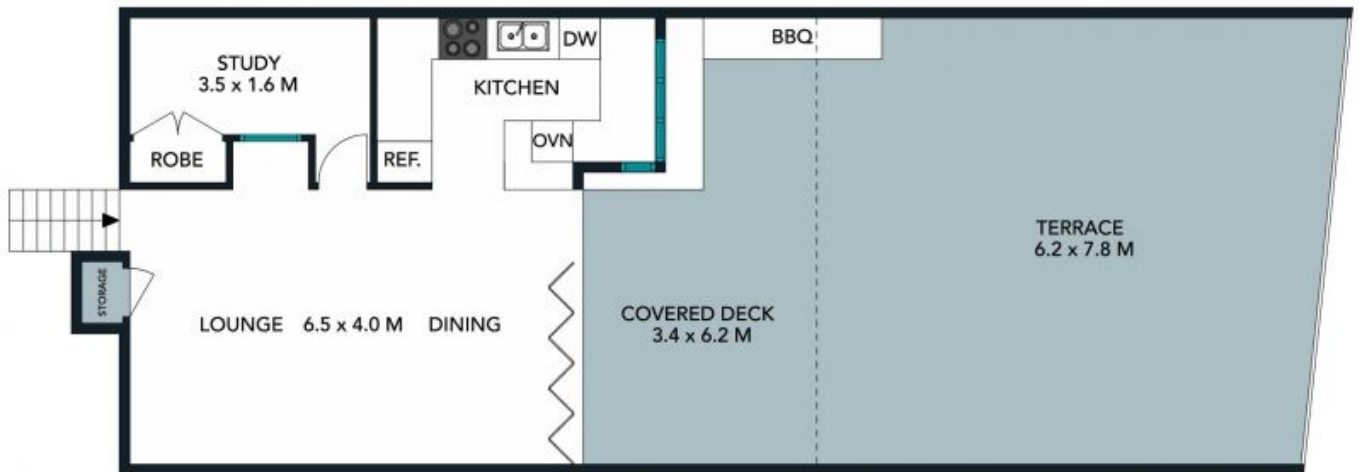 STUDY
3.5 x 1.6 M
ROBE
REF.
DW
KITCHEN
OVN
BBQ
STORAGE
LOUNGE 6.5 x 4.0 M DINING
COVERED DECK
3.4 x 6.2 M
TERRACE
6.2 x 7.8 M